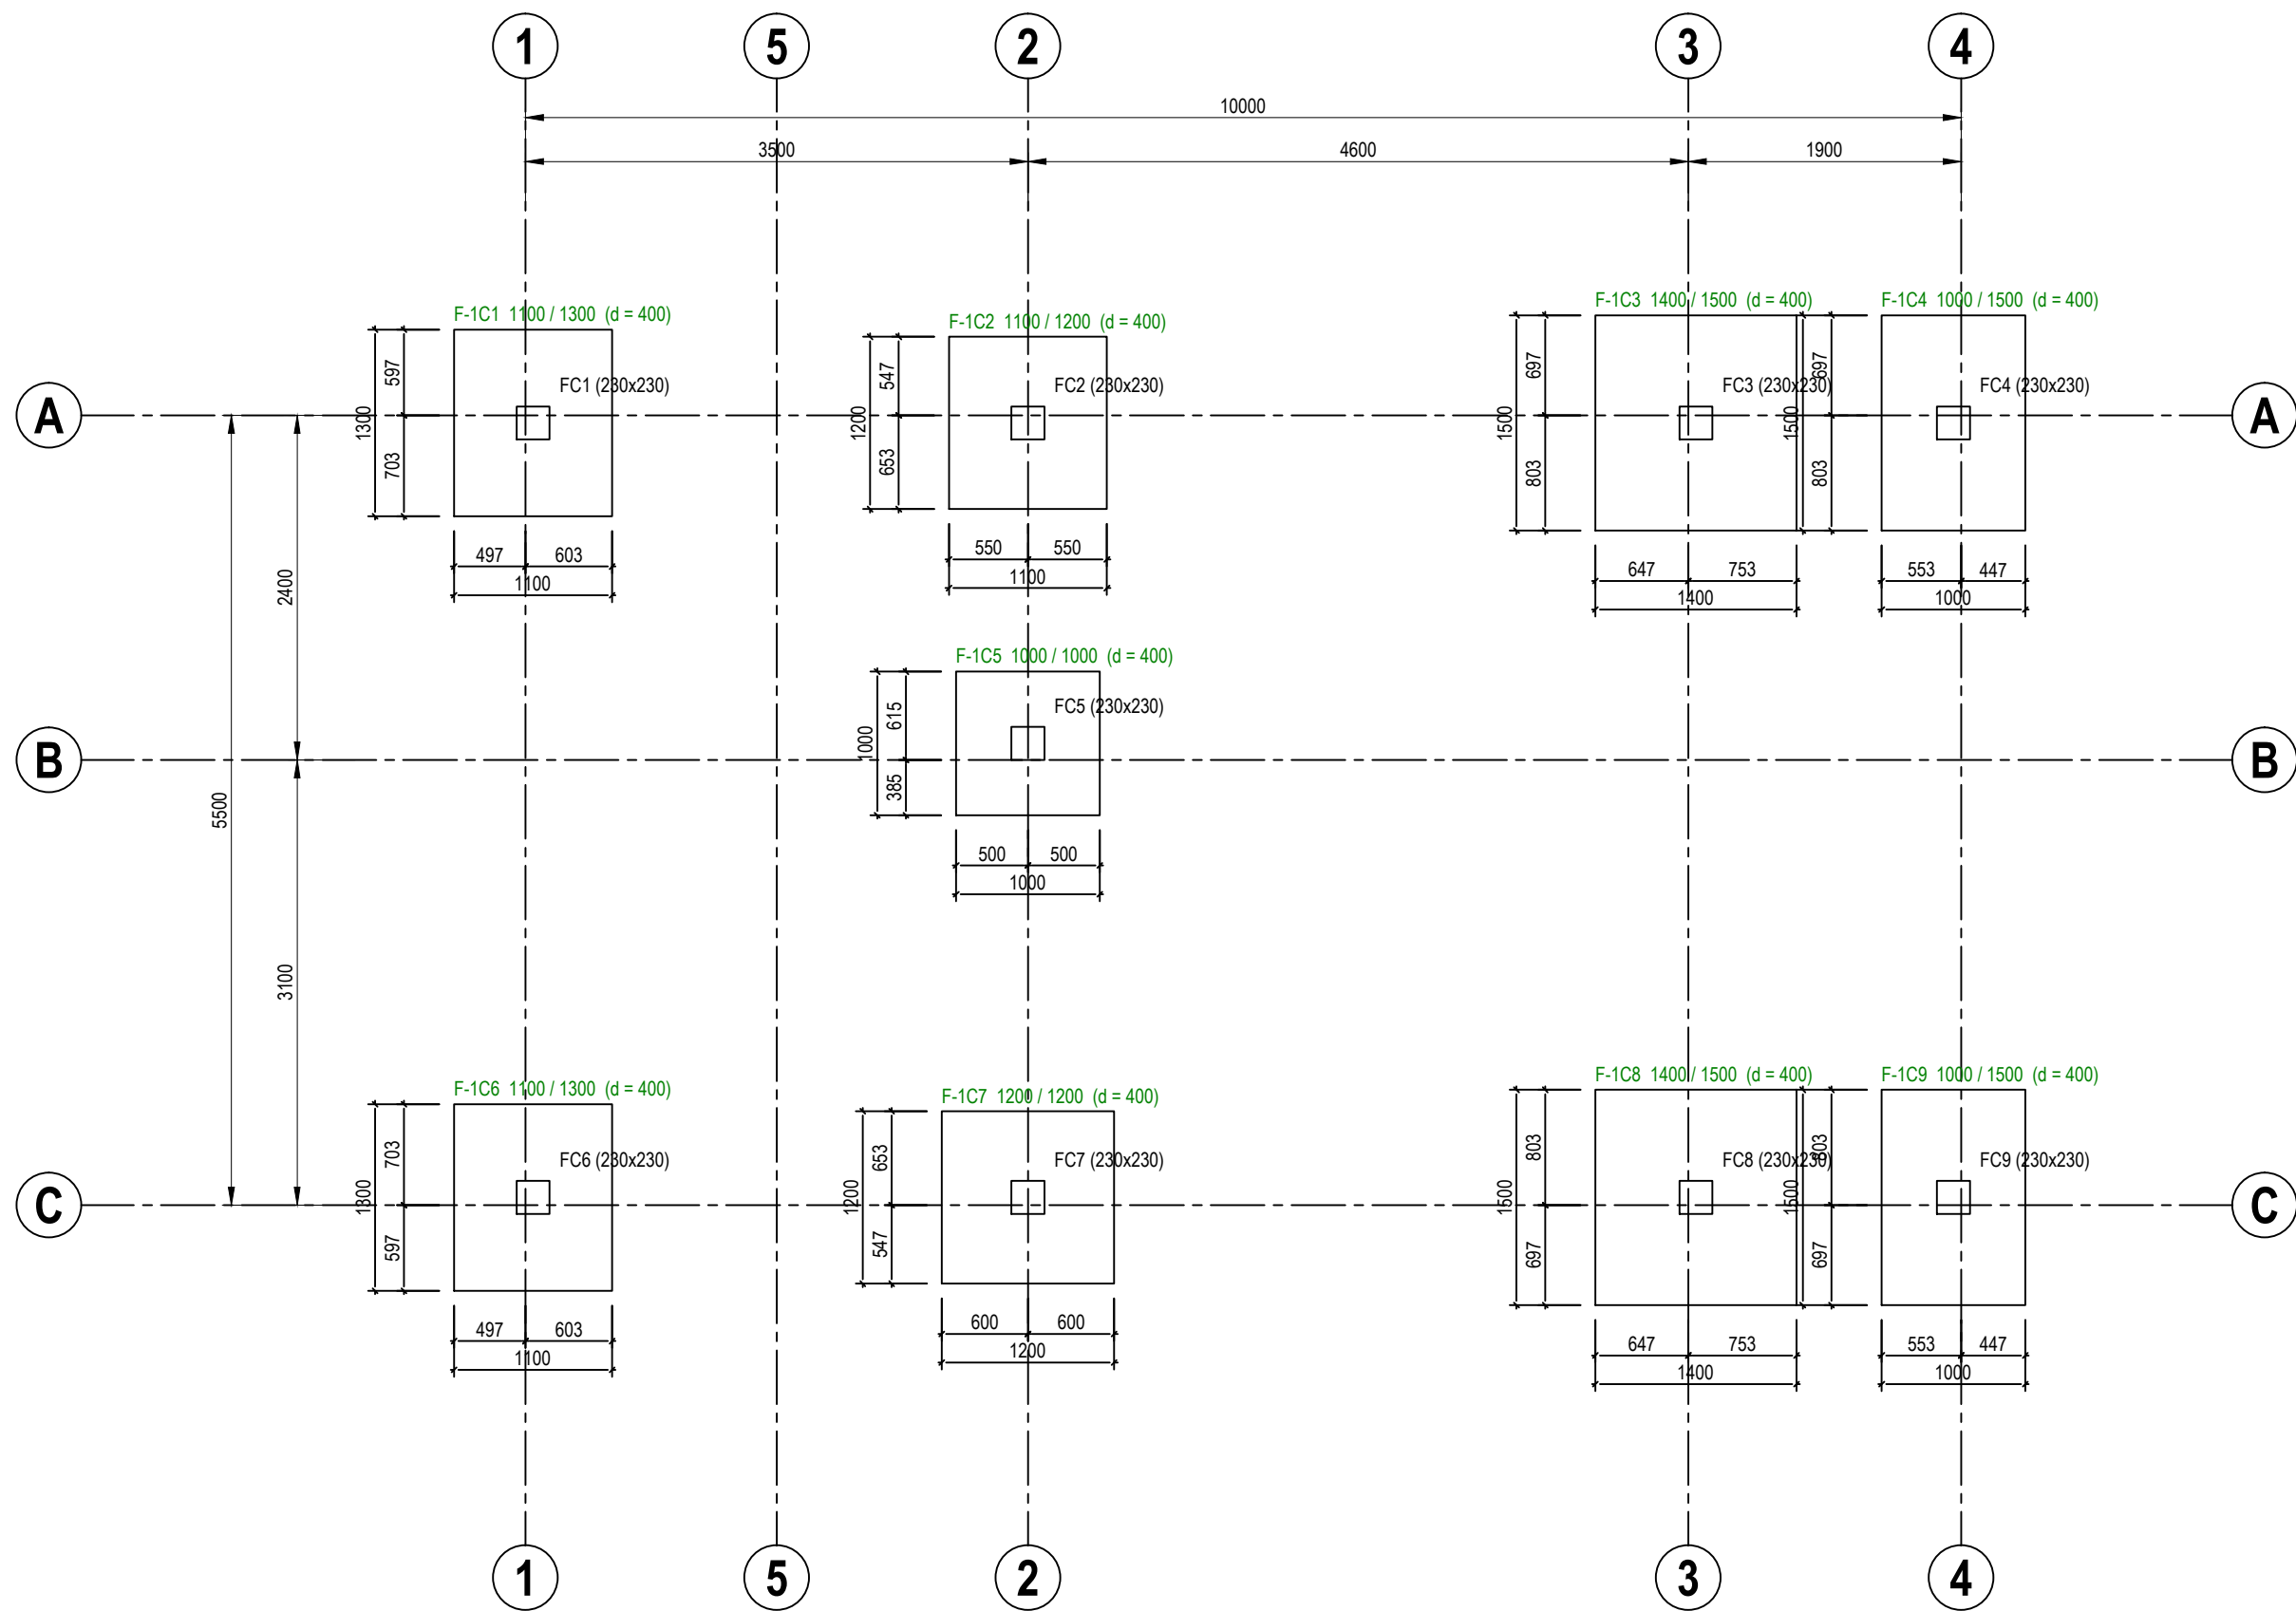 1 5 2 3 4
10000
3500 4600 1900
F-1C1 1100 / 1300 (d = 400)
597
1300
703
FC1 (230x230)
497 603
1100
F-1C2 1100 / 1200 (d = 400)
547
1200
653
FC2 (230x230)
550 550
1100
F-1C3 1400 / 1500 (d = 400)
697
1500
803
FC3 (230x230)
647 753
1400
F-1C4 1000 / 1500 (d = 400)
697
1500
803
FC4 (230x230)
553 447
1000
A A
2400
5500
3100
F-1C5 1000 / 1000 (d = 400)
615
1000
385
FC5 (230x230)
500 500
1000
B B
F-1C6 1100 / 1300 (d = 400)
703
1300
597
FC6 (230x230)
497 603
1100
F-1C7 1200 / 1200 (d = 400)
653
1200
547
FC7 (230x230)
600 600
1200
F-1C8 1400 / 1500 (d = 400)
803
1500
697
FC8 (230x230)
647 753
1400
F-1C9 1000 / 1500 (d = 400)
803
1500
697
FC9 (230x230)
553 447
1000
C C
1 5 2 3 4